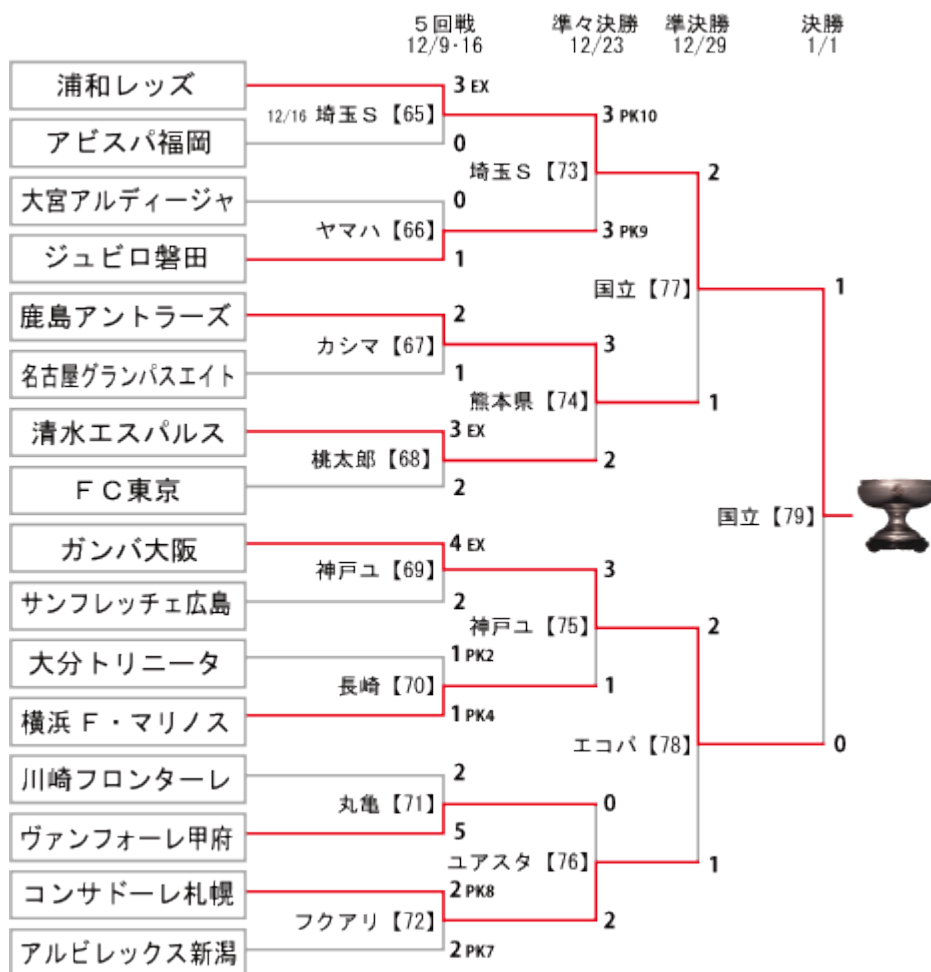 5回戦 準々決勝 準決勝 決勝
12/9・16 12/23 12/29 1/1
浦和レッズ 3 EX
12/16 埼玉S【65】 3 PK10
アビスパ福岡 0
埼玉S【73】 2
大宮アルディージャ 0
ヤマハ【66】 3 PK9
ジュビロ磐田 1
国立【77】 1
鹿島アントラーズ 2
カシマ【67】 3
名古屋グランパスエイト 1
熊本県【74】 1
清水エスパルス 3 EX
桃太郎【68】 2
FC東京 2
国立【79】
ガンバ大阪 4 EX
神戸ユ【69】 3
サンフレッチェ広島 2
神戸ユ【75】 2
大分トリニータ 1 PK2
長崎【70】 1
横浜 F・マリノス 1 PK4
エコパ【78】 0
川崎フロンターレ 2
丸亀【71】 0
ヴァンフォーレ甲府 5
ユアスタ【76】 1
コンサドーレ札幌 2 PK8
フクアリ【72】 2
アルビレックス新潟 2 PK7